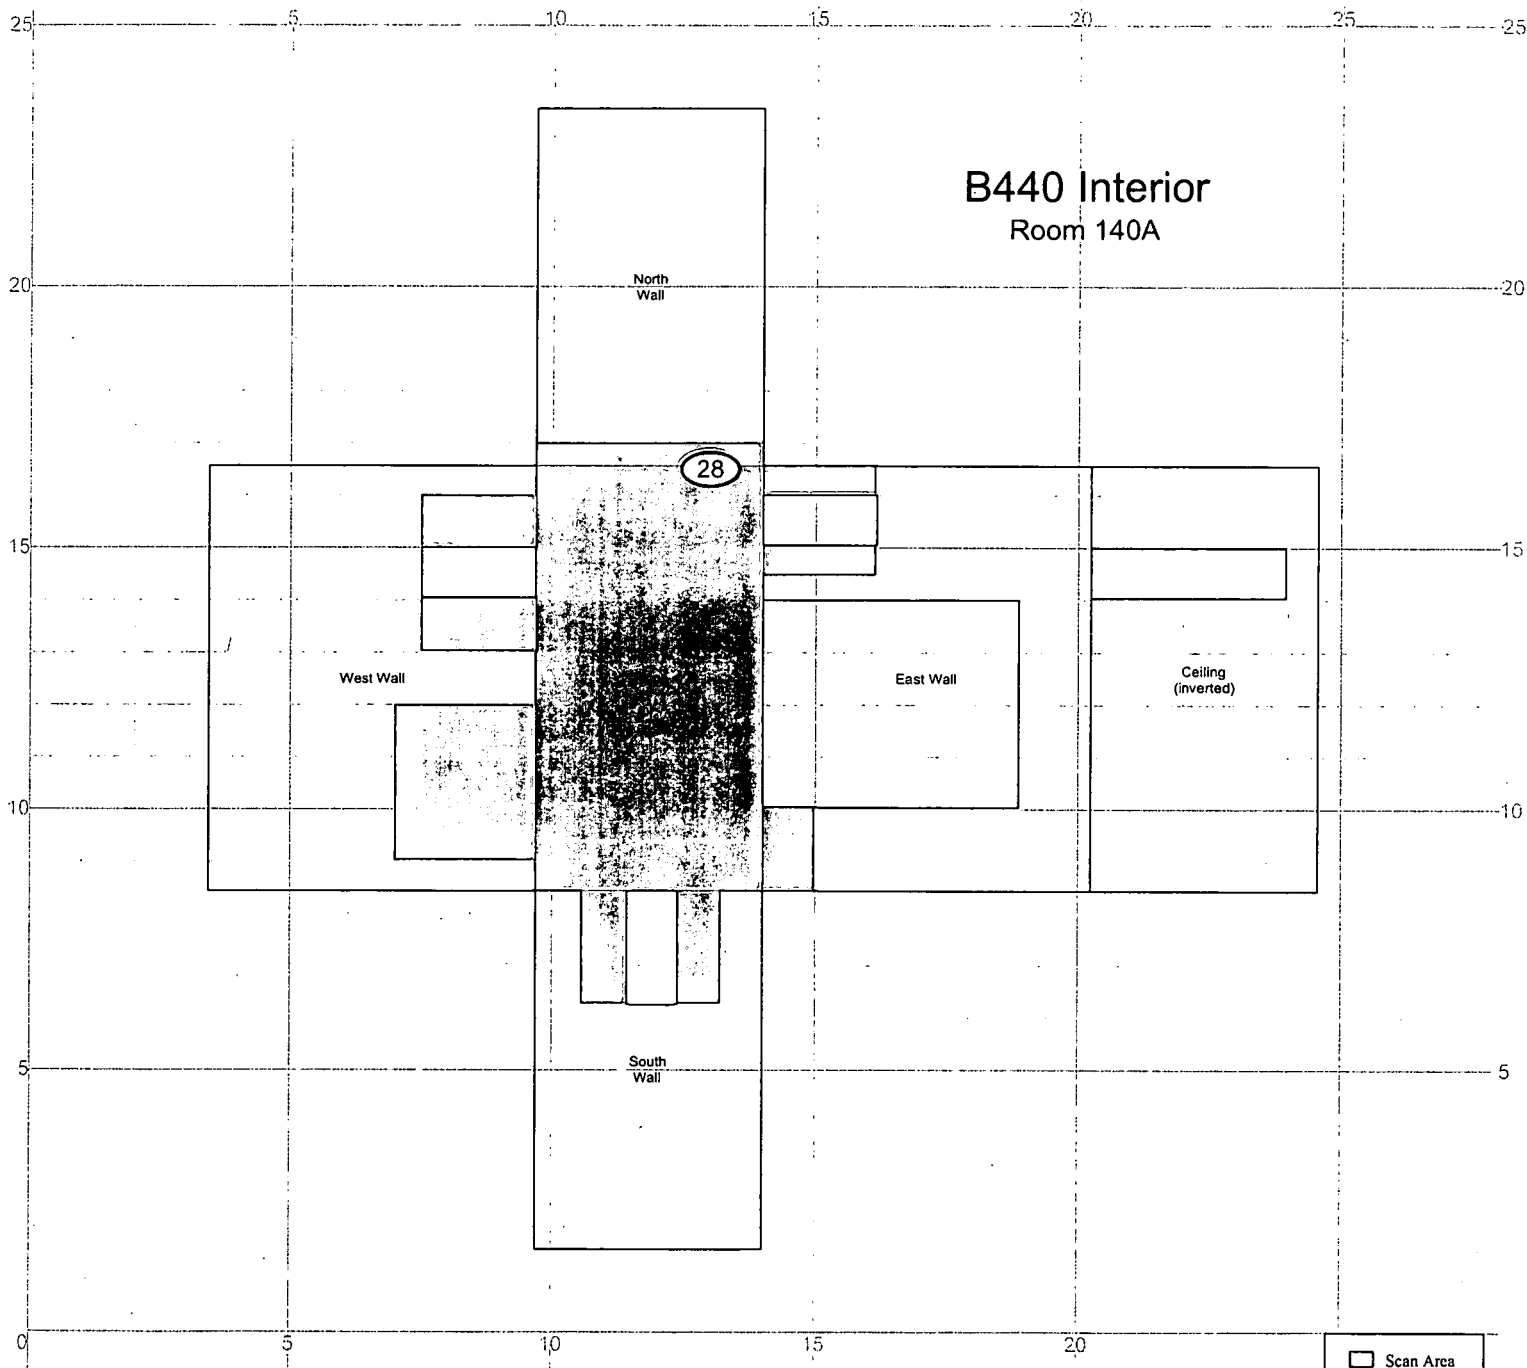 5 10 15 20 25
25 25
B440 Interior
Room 140A
North
Wall
20 20
28
15 15
West Wall
East Wall
Ceiling
(inverted)
10 10
South
Wall
5 5
0 5 10 15 20
Scan Area